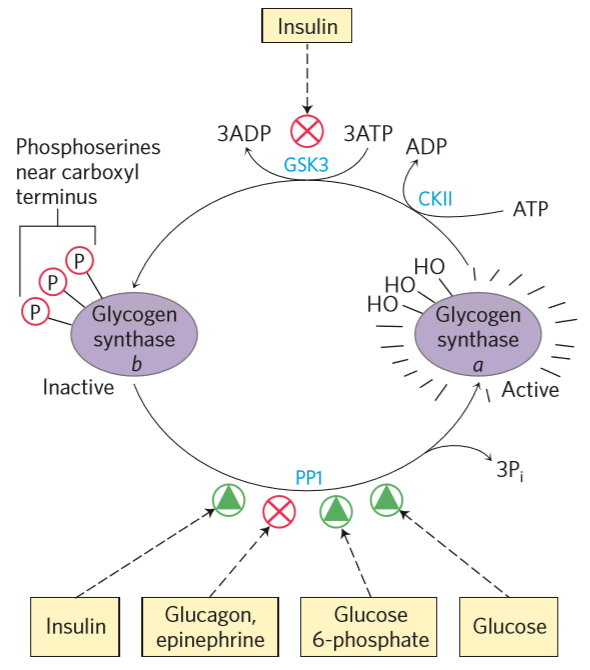 Insulin
3ADP
3ATP
GSK3
ADP
CKII
ATP
Phosphoserines
near carboxyl
terminus
P
P
P
Glycogen
synthase
b
Inactive
HO
HO
HO
Glycogen
synthase
a
Active
PP1
3Pi
Insulin
Glucagon,
epinephrine
Glucose
6-phosphate
Glucose